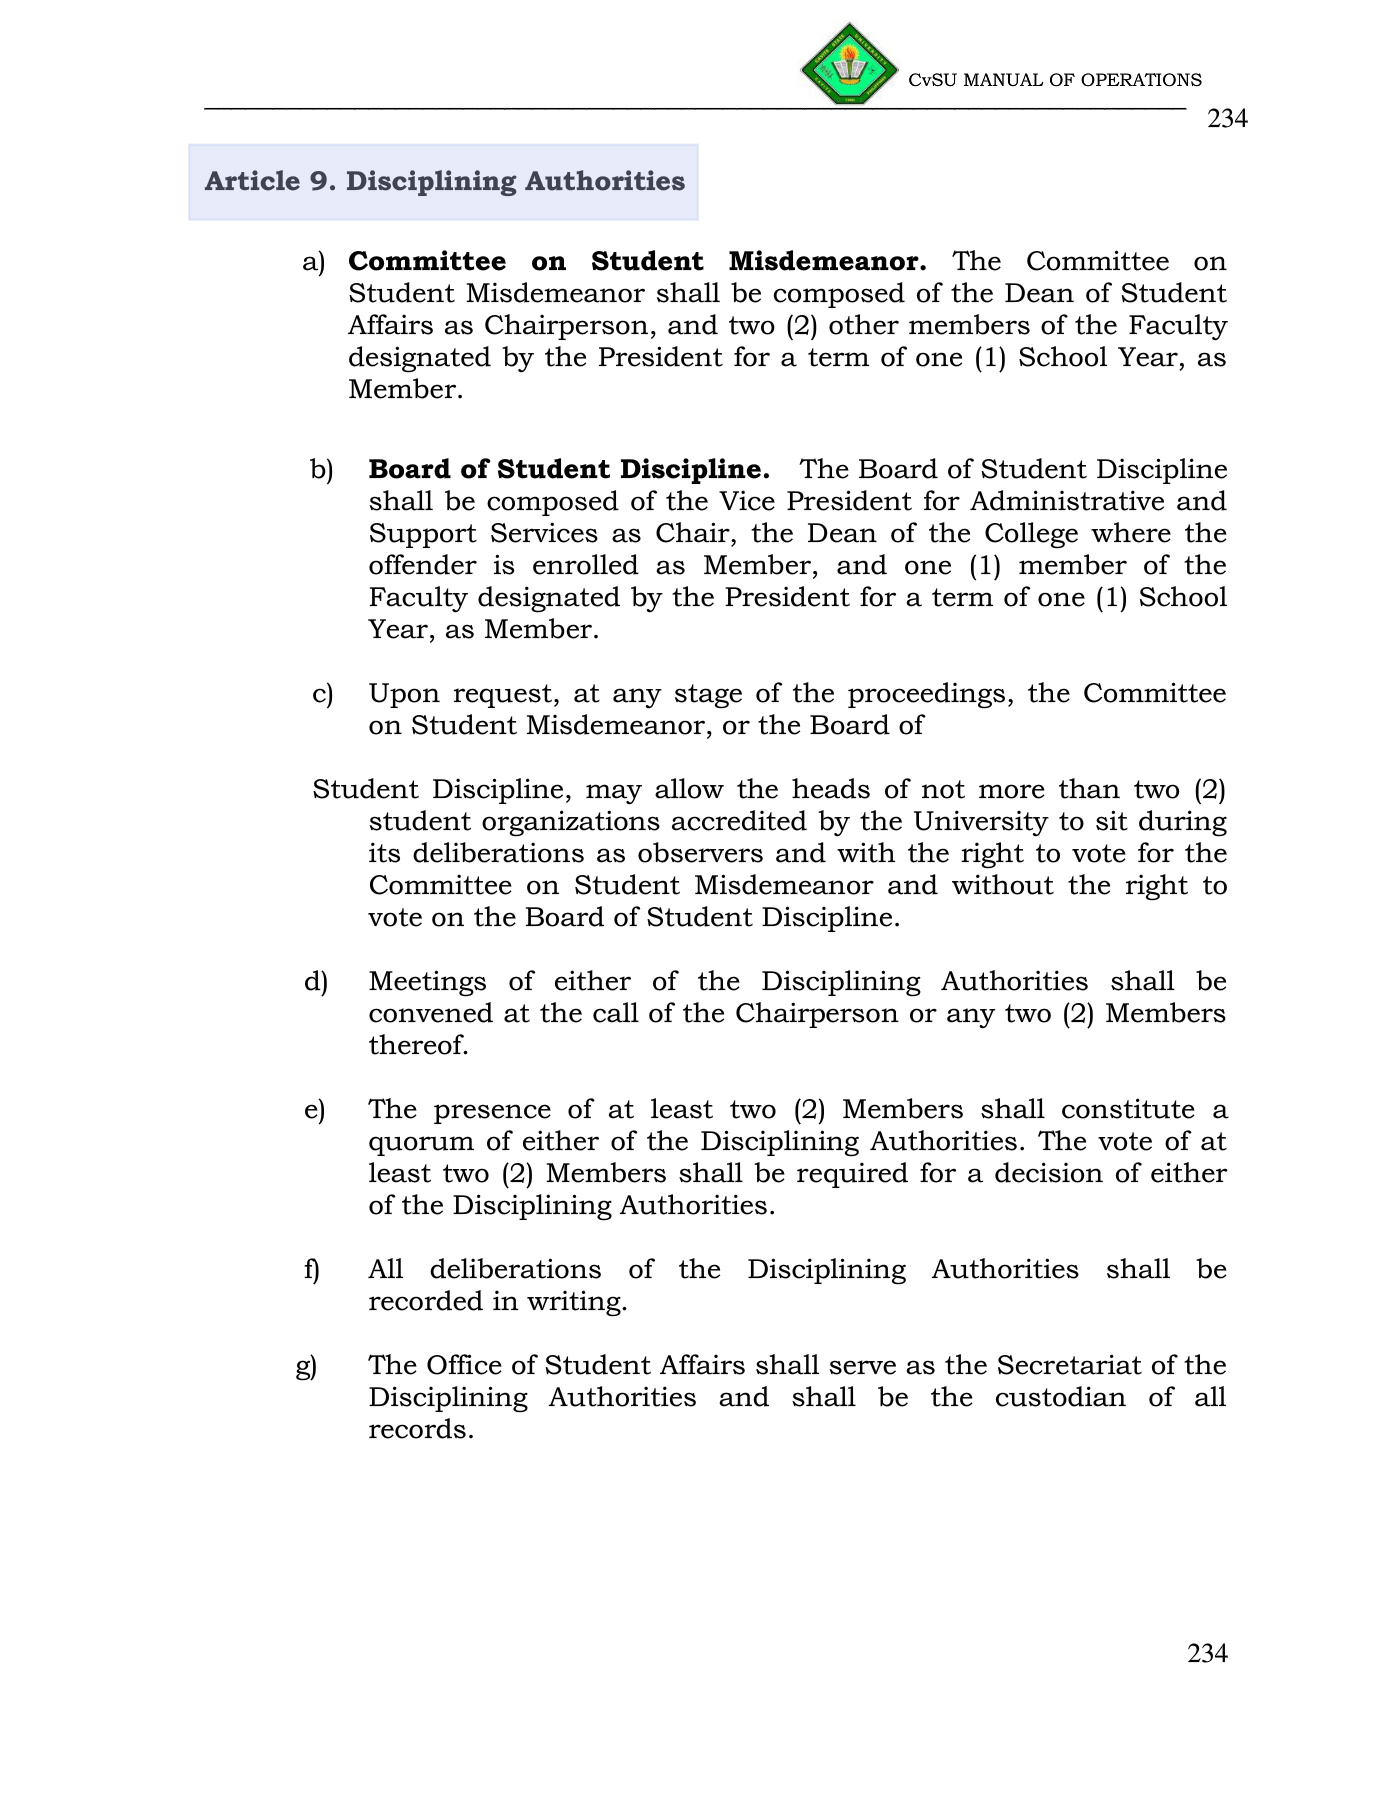 CvSU MANUAL OF OPERATIONS
234
Article 9. Disciplining Authorities
a) Committee on Student Misdemeanor. The Committee on
Student Misdemeanor shall be composed of the Dean of Student
Affairs as Chairperson, and two (2) other members of the Faculty
designated by the President for a term of one (1) School Year, as
Member.
b) Board of Student Discipline. The Board of Student Discipline
shall be composed of the Vice President for Administrative and
Support Services as Chair, the Dean of the College where the
offender is enrolled as Member, and one (1) member of the
Faculty designated by the President for a term of one (1) School
Year, as Member.
c) Upon request, at any stage of the proceedings, the Committee
on Student Misdemeanor, or the Board of
Student Discipline, may allow the heads of not more than two (2)
student organizations accredited by the University to sit during
its deliberations as observers and with the right to vote for the
Committee on Student Misdemeanor and without the right to
vote on the Board of Student Discipline.
d) Meetings of either of the Disciplining Authorities shall be
convened at the call of the Chairperson or any two (2) Members
thereof.
e) The presence of at least two (2) Members shall constitute a
quorum of either of the Disciplining Authorities. The vote of at
least two (2) Members shall be required for a decision of either
of the Disciplining Authorities.
f) All deliberations of the Disciplining Authorities shall be
recorded in writing.
g) The Office of Student Affairs shall serve as the Secretariat of the
Disciplining Authorities and shall be the custodian of all
records.
234